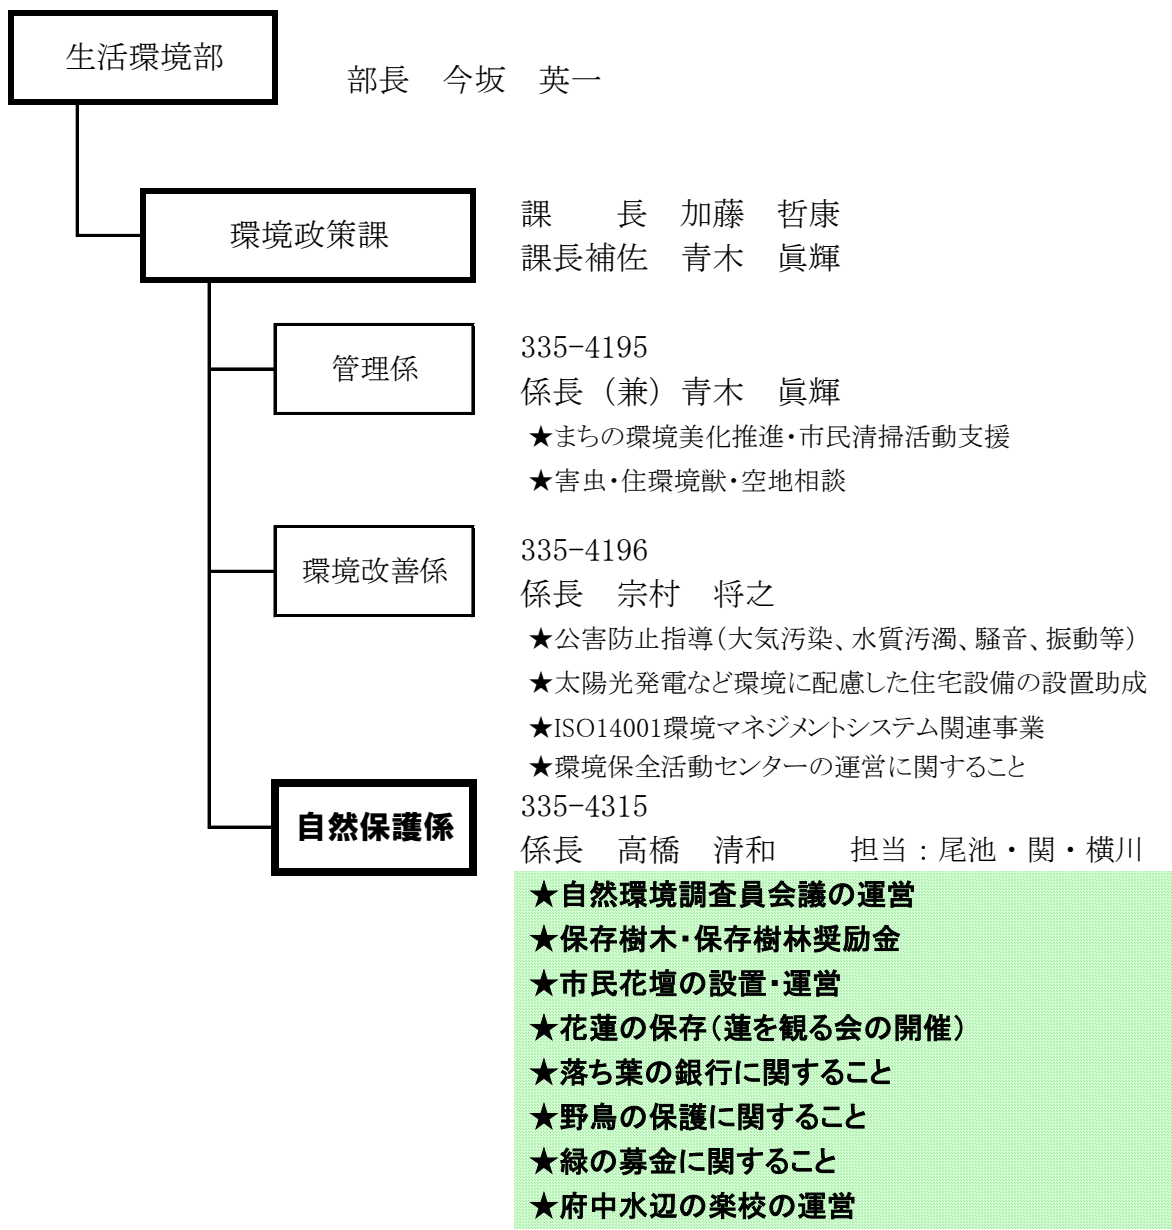 生活環境部
部長　今坂　英一
環境政策課
課　　長　加藤　哲康
課長補佐　青木　眞輝
管理係
335-4195
係長（兼）青木　眞輝
★まちの環境美化推進・市民清掃活動支援
★害虫・住環境獣・空地相談
環境改善係
335-4196
係長　宗村　将之
★公害防止指導（大気汚染、水質汚濁、騒音、振動等）
★太陽光発電など環境に配慮した住宅設備の設置助成
★ISO14001環境マネジメントシステム関連事業
★環境保全活動センターの運営に関すること
自然保護係
335-4315
係長　高橋　清和　　担当：尾池・関・横川
★自然環境調査員会議の運営
★保存樹木・保存樹林奨励金
★市民花壇の設置・運営
★花蓮の保存（蓮を観る会の開催）
★落ち葉の銀行に関すること
★野鳥の保護に関すること
★緑の募金に関すること
★府中水辺の楽校の運営